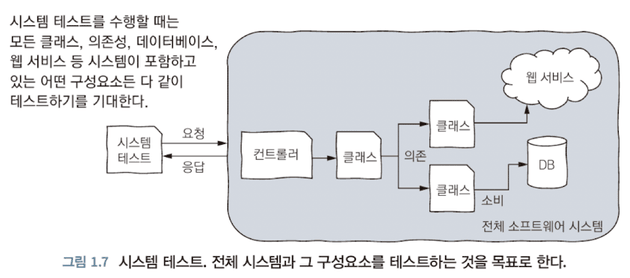 시스템 테스트를 수행할 때는
모든 클래스, 의존성, 데이터베이스,
웹 서비스 등 시스템이 포함하고
있는 어떤 구성요소든 다 같이
테스트하기를 기대한다.
웹 서비스
시스템
테스트
요청
응답
컨트롤러
클래스
의존
클래스
클래스
소비
DB
전체 소프트웨어 시스템
그림 1.7 시스템 테스트. 전체 시스템과 그 구성요소를 테스트하는 것을 목표로 한다.